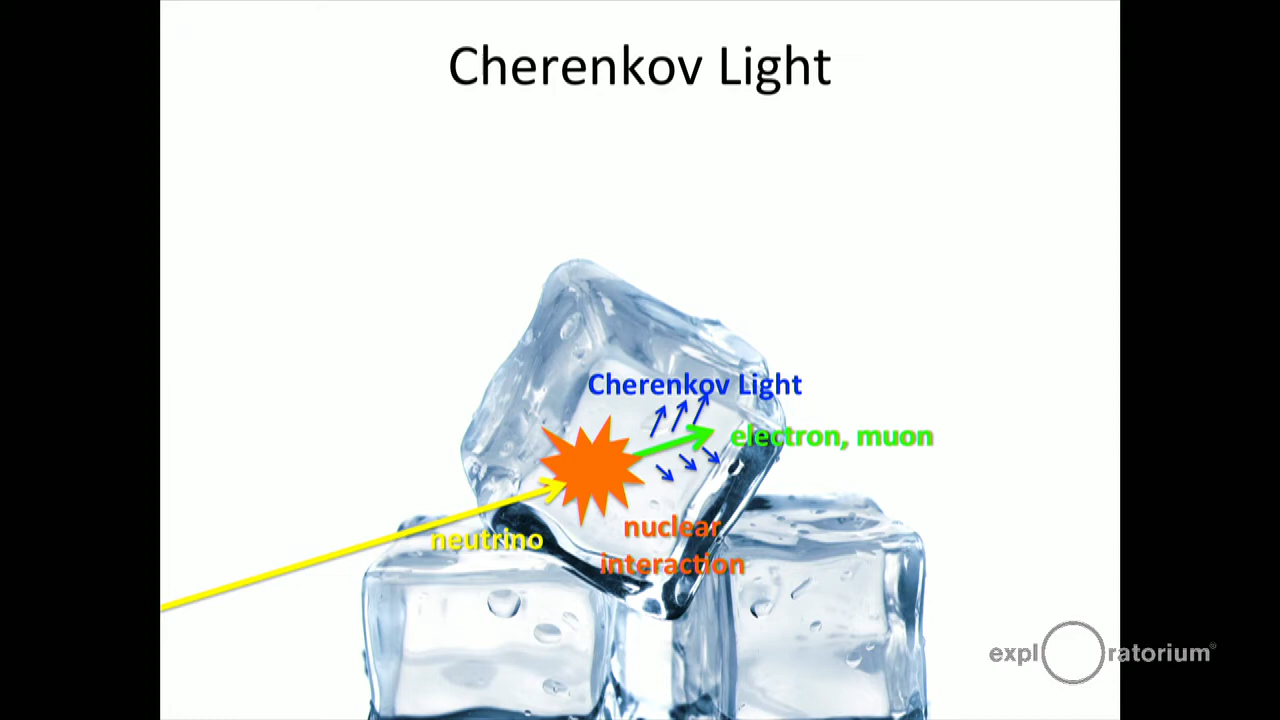 Cherenkov Light
Cherenkov Light
electron, muon
nuclear
interaction
neutrino
expl ratorium®